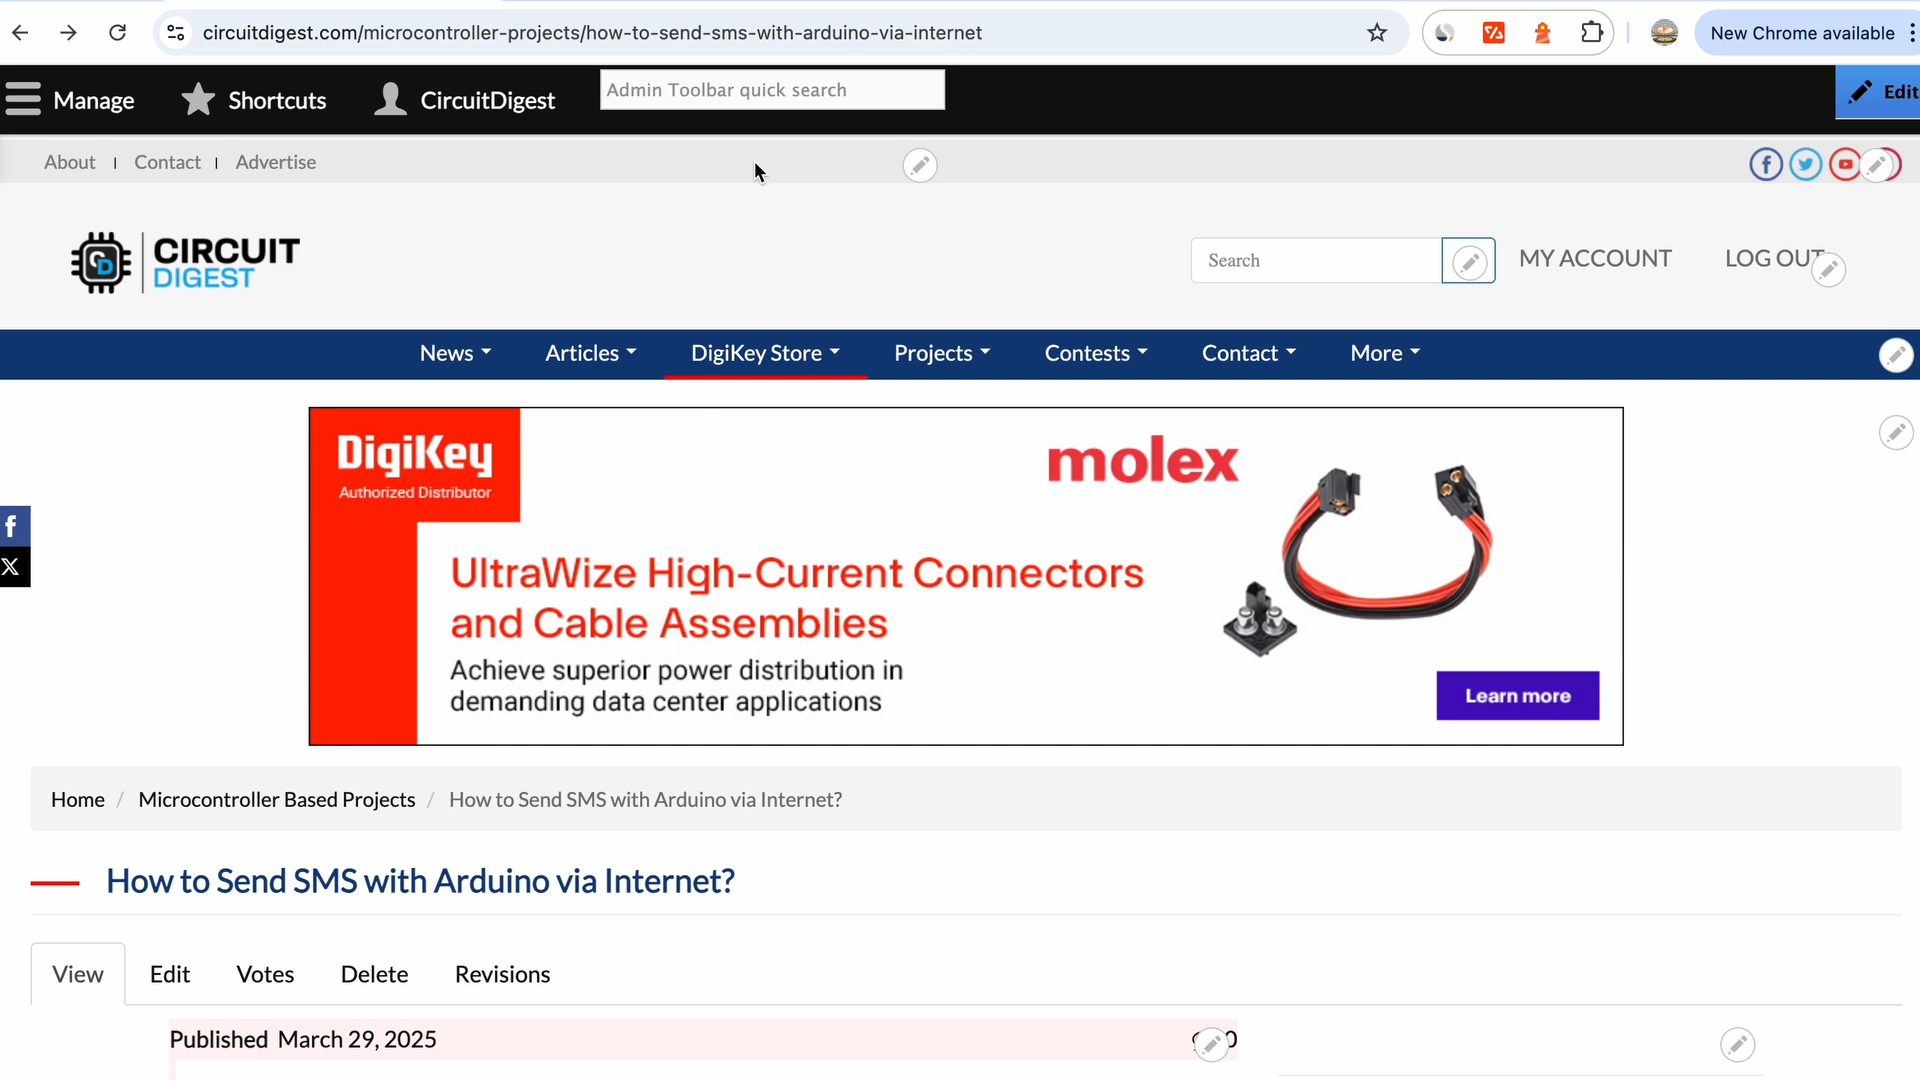 circuitdigest.com/microcontroller-projects/how-to-send-sms-with-arduino-via-internet
New Chrome available
Manage
Shortcuts
CircuitDigest
Admin Toolbar quick search
Edit
About
Contact
Advertise
CIRCUIT
DIGEST
Search
MY ACCOUNT
LOG OUT
News
Articles
DigiKey Store
Projects
Contests
Contact
More
DigiKey
Authorized Distributor
molex
UltraWize High-Current Connectors
and Cable Assemblies
Achieve superior power distribution in
demanding data center applications
Learn more
Home / Microcontroller Based Projects / How to Send SMS with Arduino via Internet?
How to Send SMS with Arduino via Internet?
View
Edit
Votes
Delete
Revisions
Published March 29, 2025
0